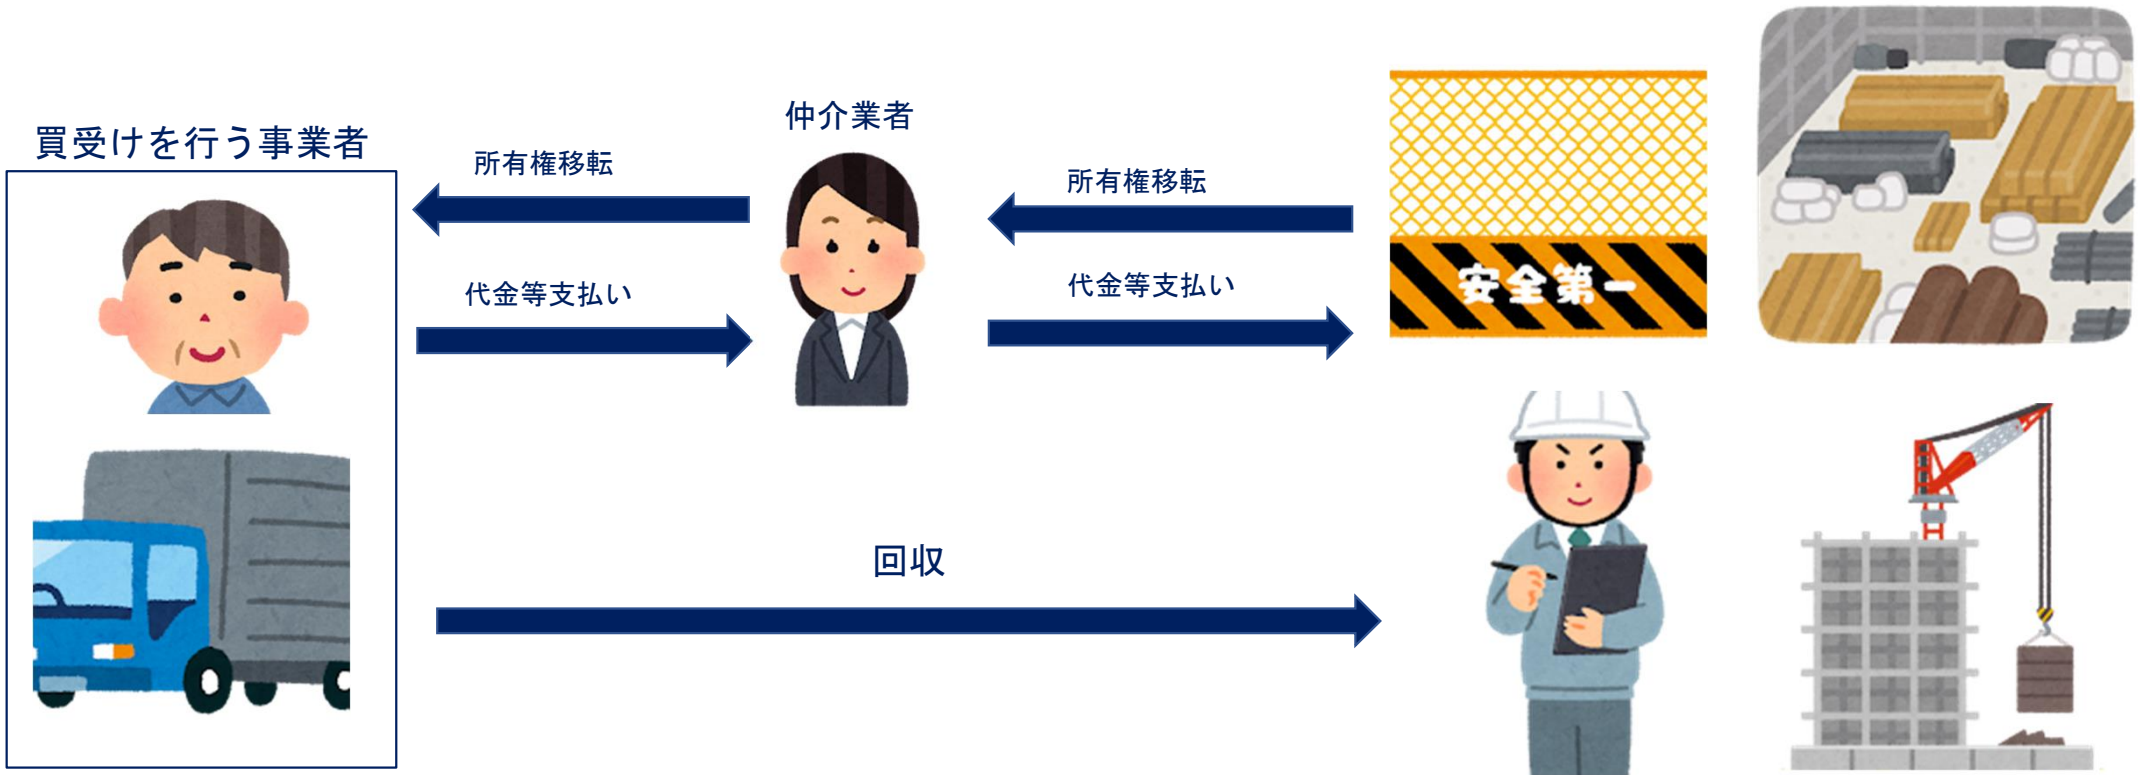 買受けを行う事業者
仲介業者
所有権移転
所有権移転
代金等支払い
代金等支払い
安全第一
回収